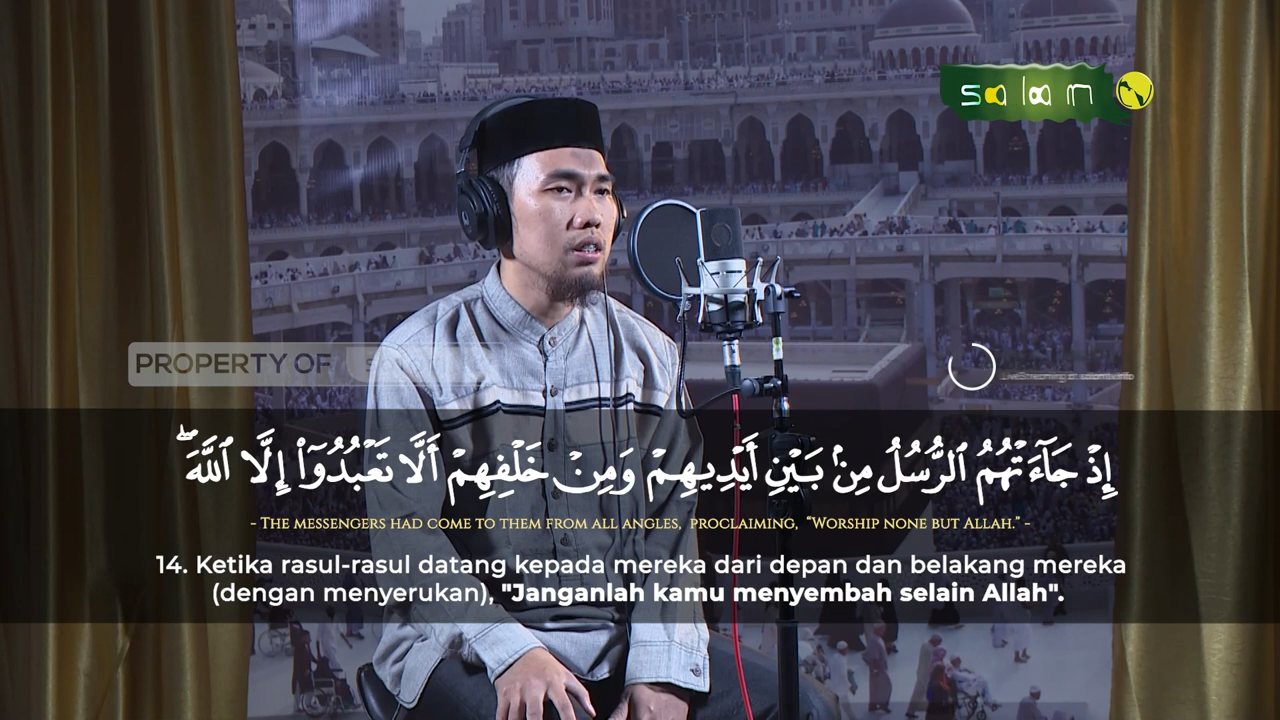 salam
PROPERTY OF
إِذْ جَآءَتْهُمُ ٱلرُّسُلُ مِنۢ بَيْنِ أَيْدِيهِمْ وَمِنْ خَلْفِهِمْ أَلَّا تَعْبُدُوٓا۟ إِلَّا ٱللَّهَ ۖ
- The messengers had come to them from all angles, proclaiming, “Worship none but Allah.” -
14. Ketika rasul-rasul datang kepada mereka dari depan dan belakang mereka
(dengan menyerukan), "Janganlah kamu menyembah selain Allah".